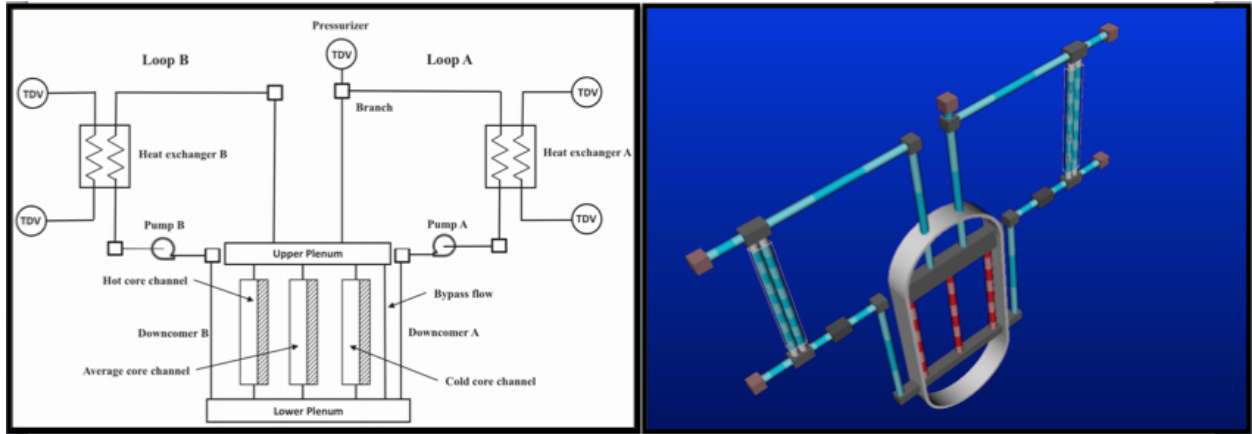 Pressurizer
TDV
Loop B
Loop A
TDV
TDV
Branch
Heat exchanger B
Heat exchanger A
TDV
TDV
Pump B
Pump A
Upper Plenum
Hot core channel
Bypass flow
Downcomer B
Downcomer A
Average core channel
Cold core channel
Lower Plenum